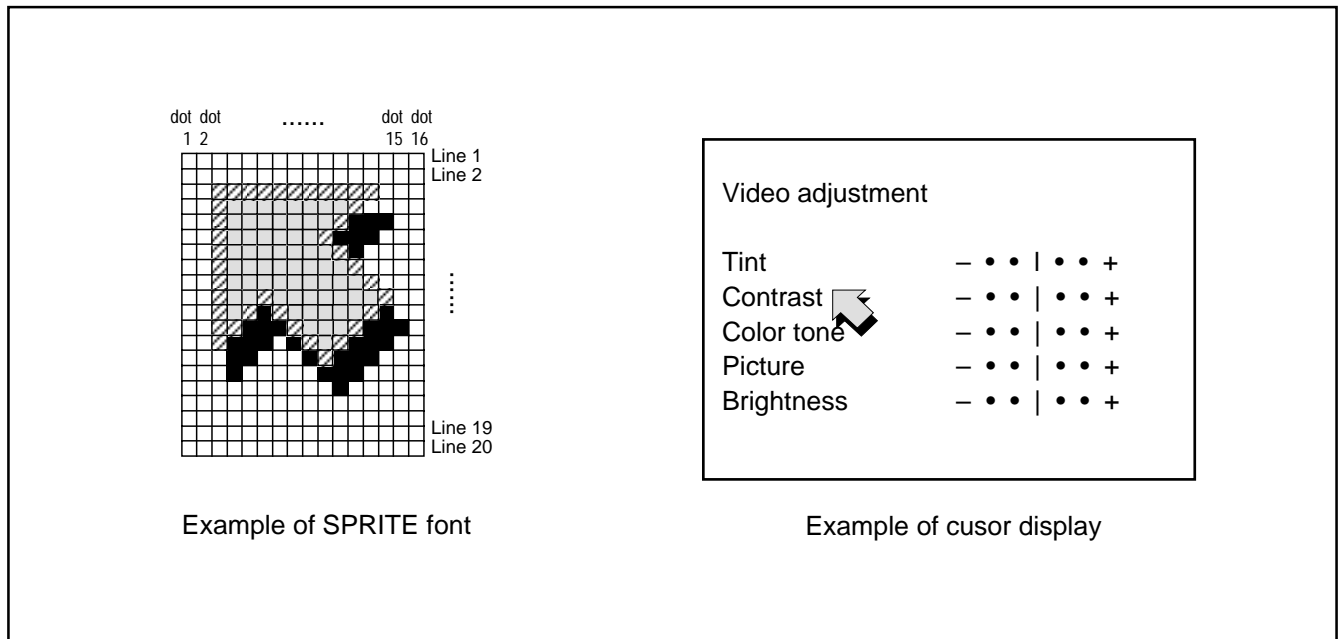 dot dot ...... dot dot
1 2 15 16
Line 1
Line 2
......
Line 19
Line 20
Example of SPRITE font
Video adjustment
Tint – • • I • • +
Contrast – • • | • • +
Color tone – • • | • • +
Picture – • • | • • +
Brightness – • • | • • +
Example of cusor display